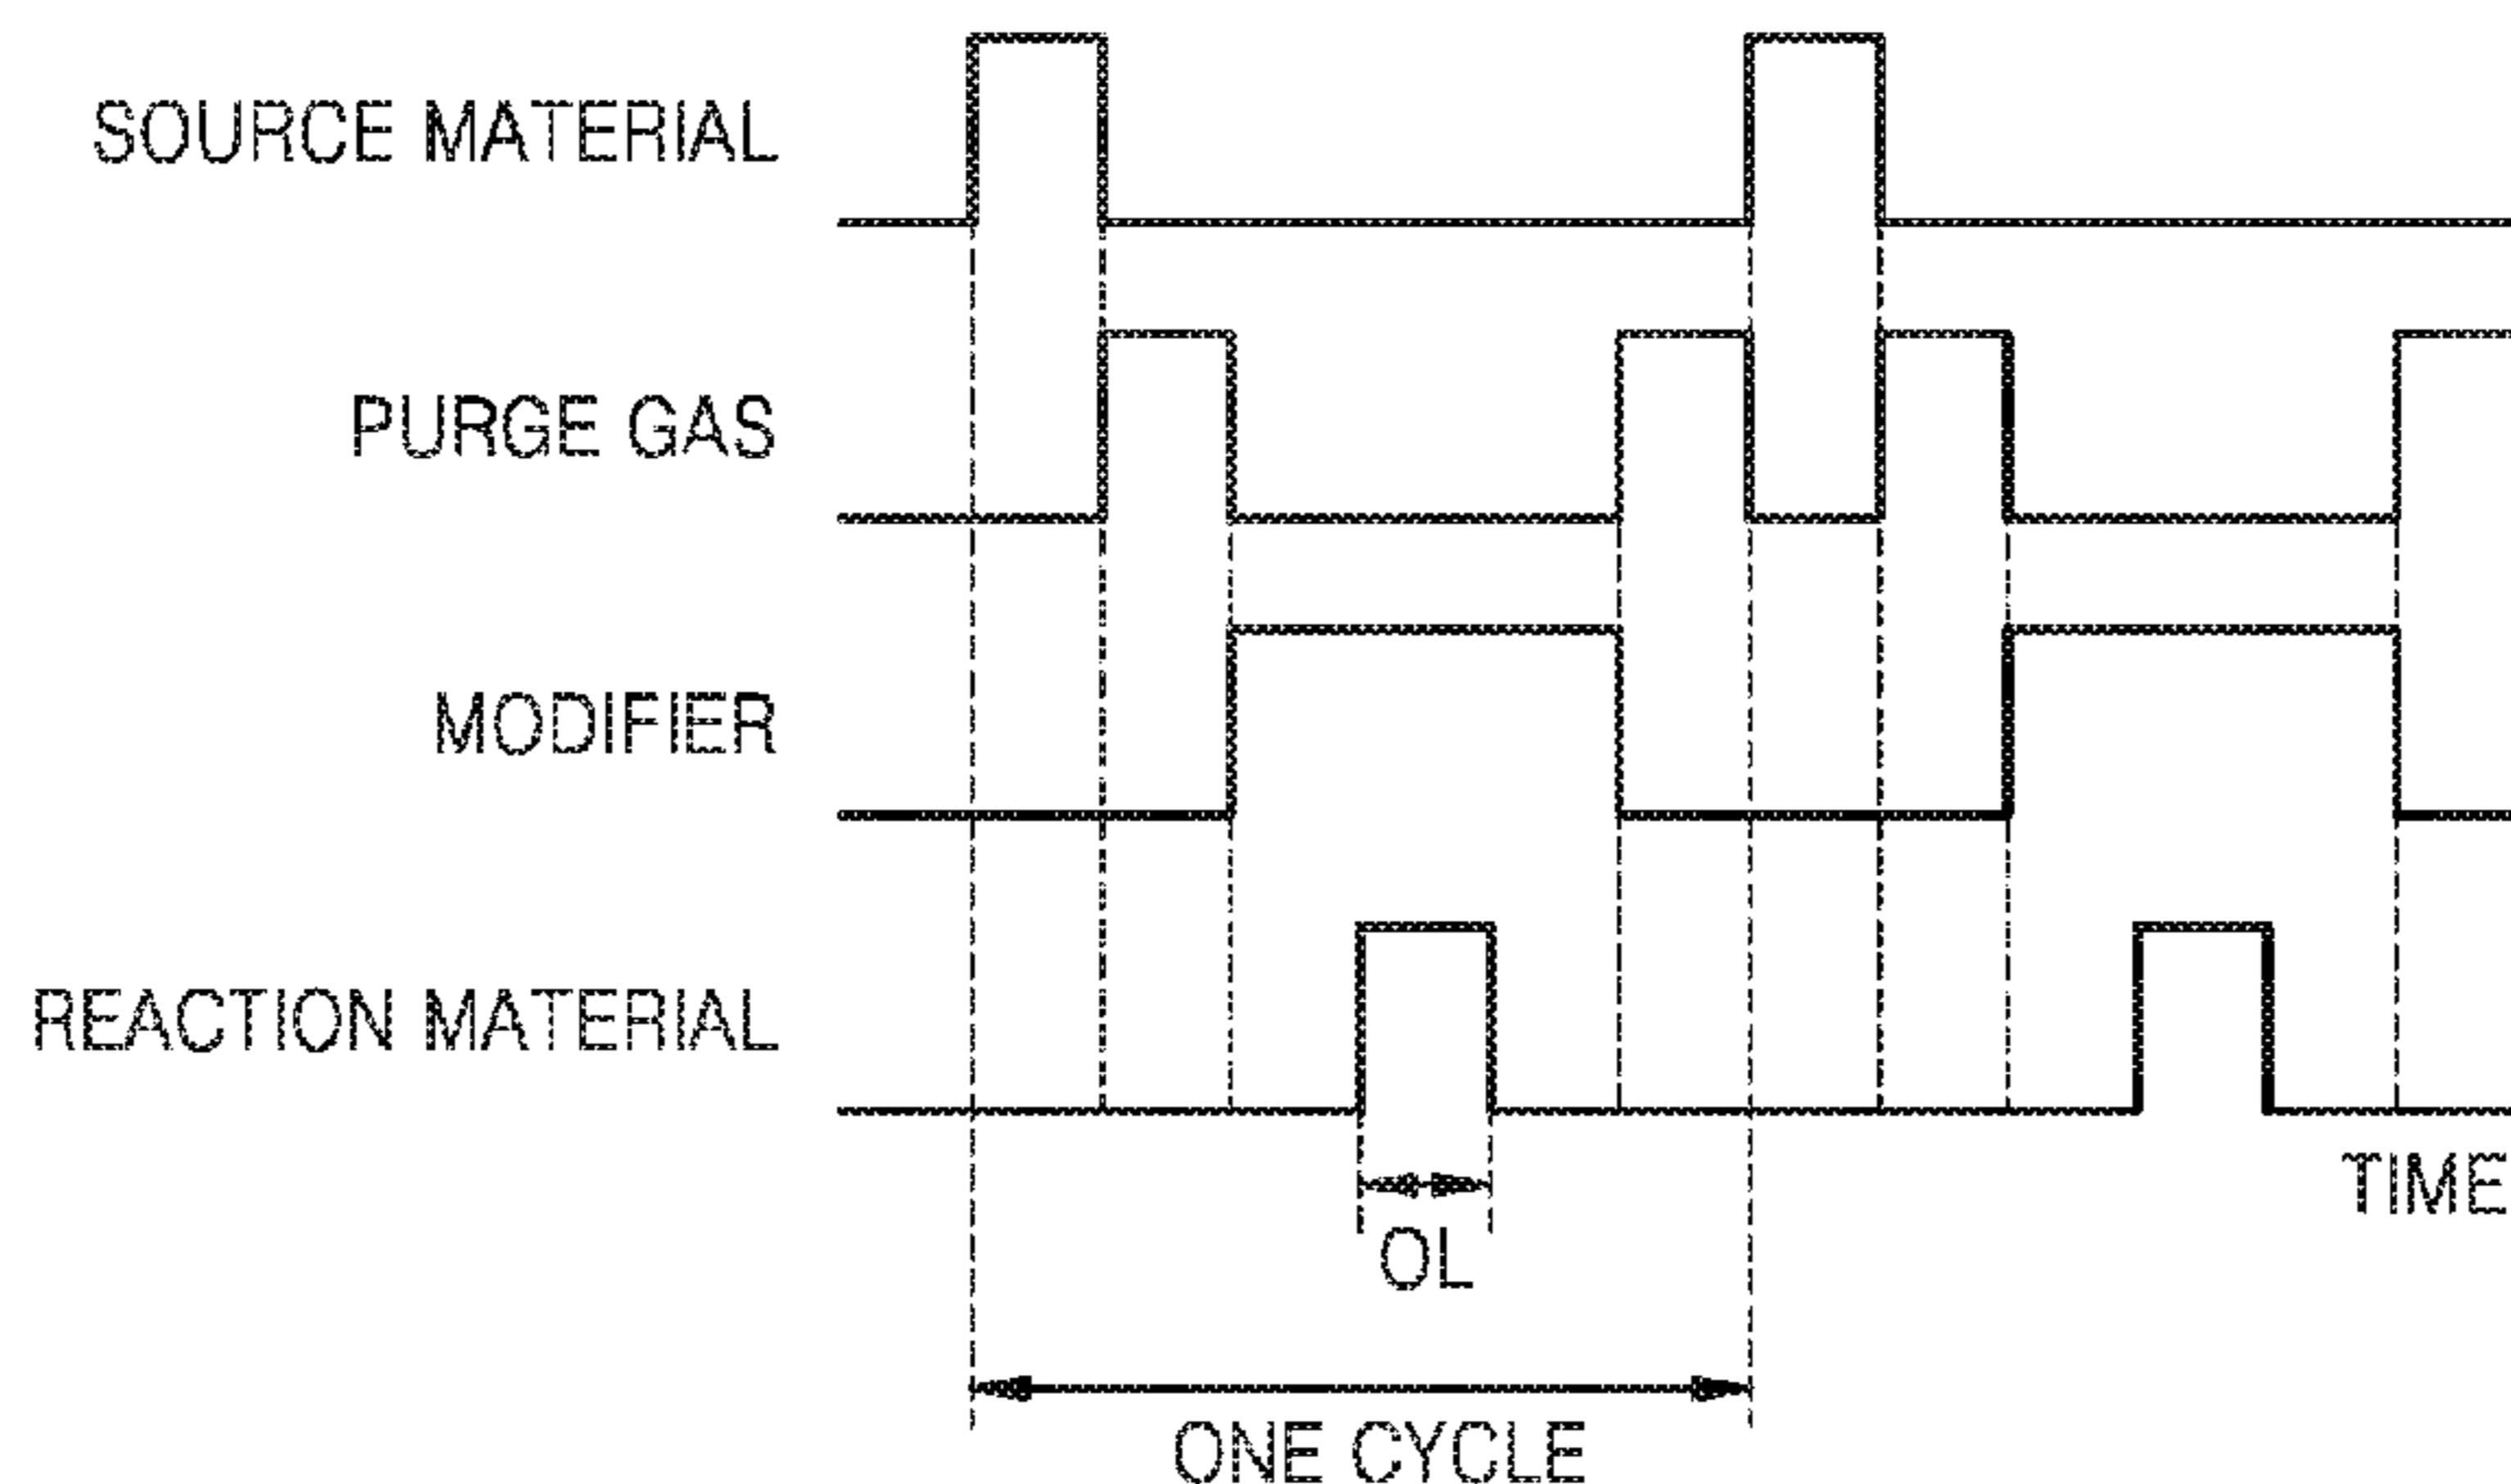 SOURCE MATERIAL
PURGE GAS
MODIFIER
REACTION MATERIAL
TIME
OL
ONE CYCLE